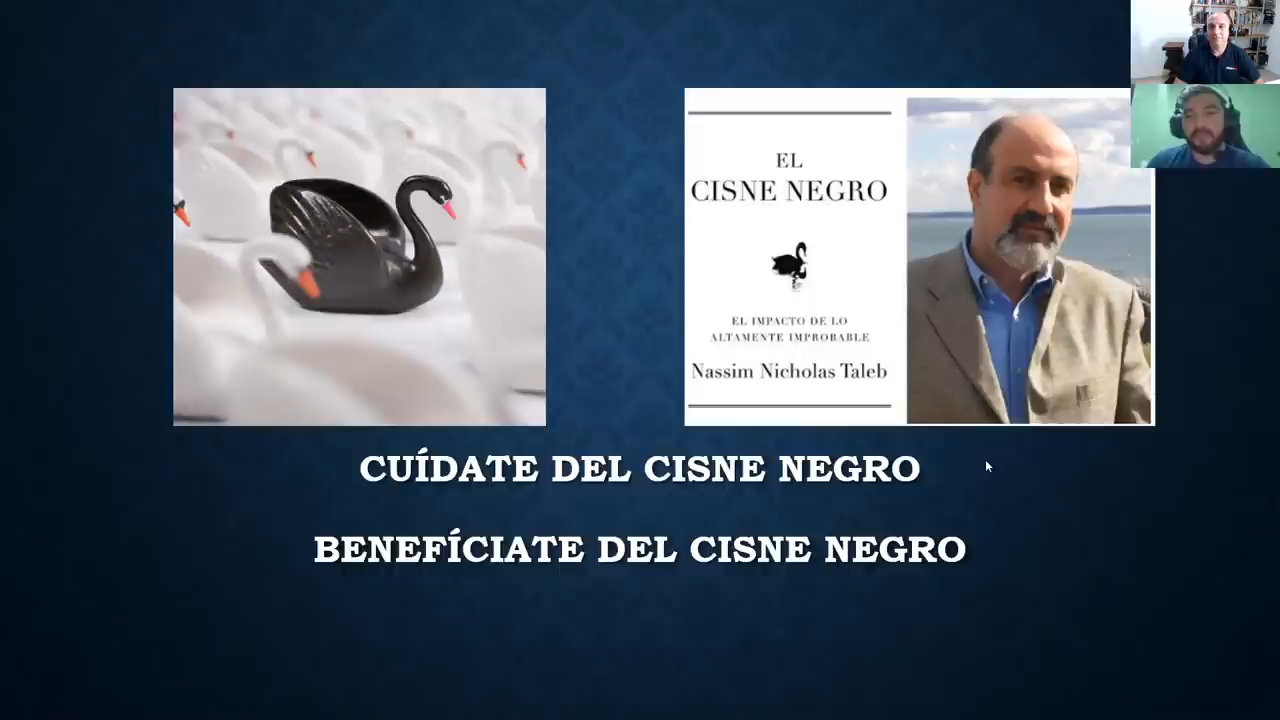 EL
CISNE NEGRO
EL IMPACTO DE LO
ALTAMENTE IMPROBABLE
Nassim Nicholas Taleb
CUÍDATE DEL CISNE NEGRO
BENEFÍCIATE DEL CISNE NEGRO